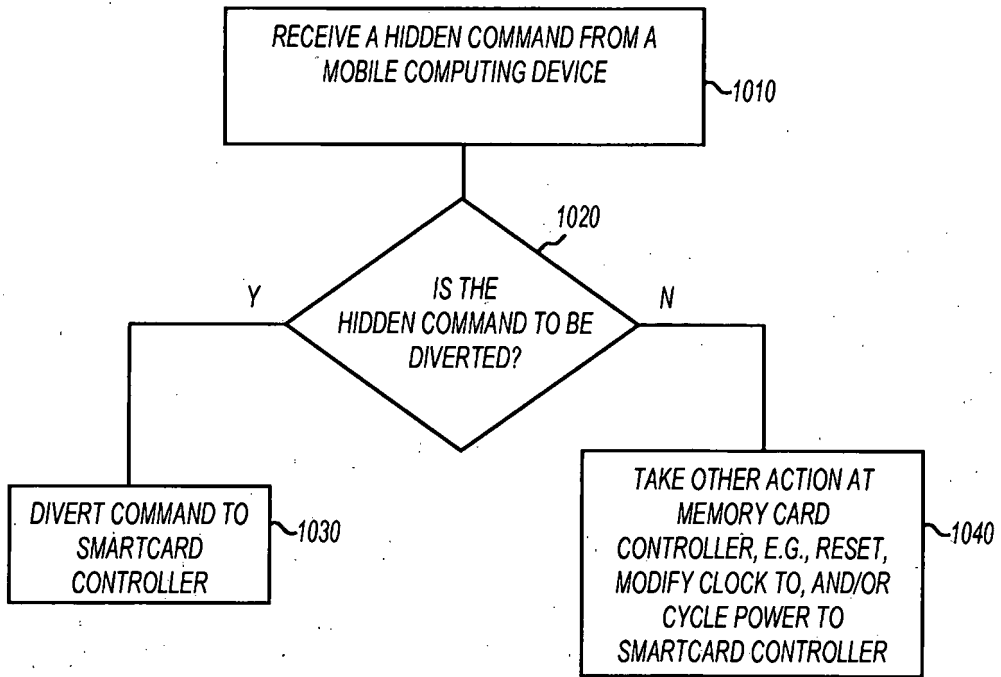 RECEIVE A HIDDEN COMMAND FROM A
MOBILE COMPUTING DEVICE
1010
1020
IS THE
HIDDEN COMMAND TO BE
DIVERTED?
Y
N
DIVERT COMMAND TO
SMARTCARD
CONTROLLER
1030
TAKE OTHER ACTION AT
MEMORY CARD
CONTROLLER, E.G., RESET,
MODIFY CLOCK TO, AND/OR
CYCLE POWER TO
SMARTCARD CONTROLLER
1040